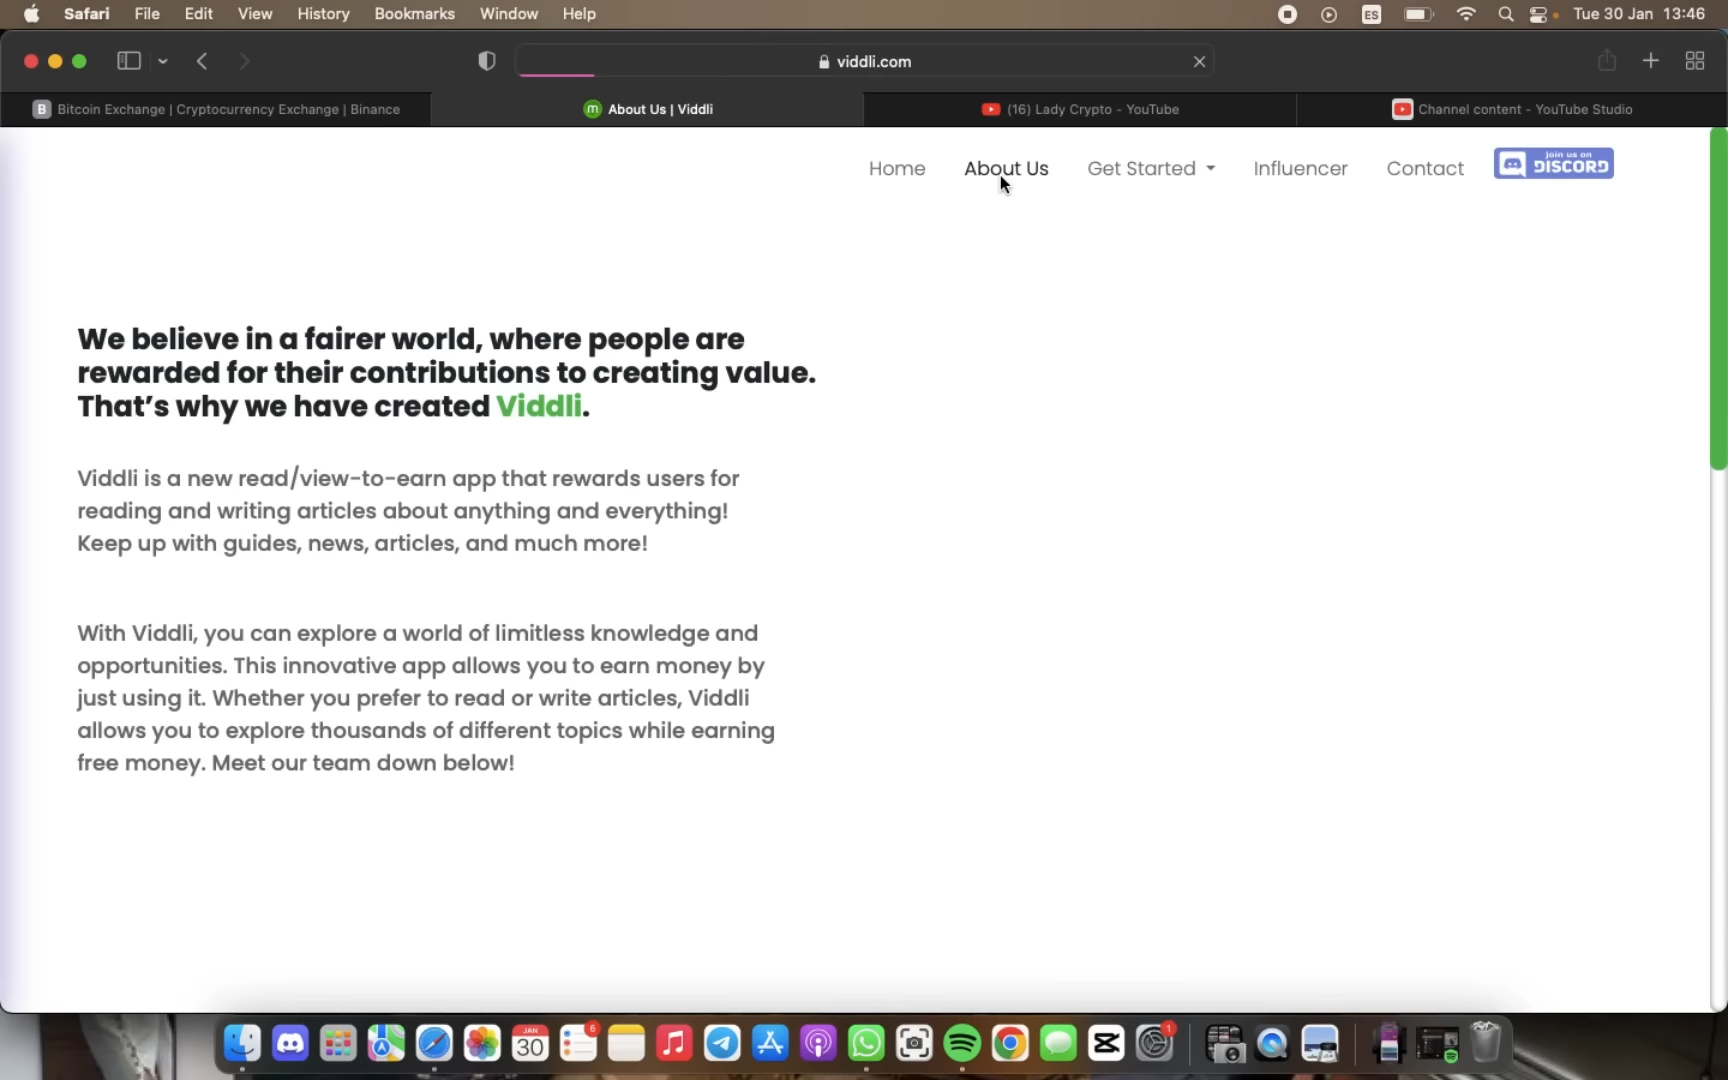 Safari File Edit View History Bookmarks Window Help ES Tue 30 Jan 13:46
viddli.com
B Bitcoin Exchange | Cryptocurrency Exchange | Binance m About Us | Viddli (16) Lady Crypto - YouTube Channel content - YouTube Studio
Home About Us Get Started Influencer Contact join us on DISCORD
We believe in a fairer world, where people are
rewarded for their contributions to creating value.
That's why we have created Viddli.
Viddli is a new read/view-to-earn app that rewards users for
reading and writing articles about anything and everything!
Keep up with guides, news, articles, and much more!
With Viddli, you can explore a world of limitless knowledge and
opportunities. This innovative app allows you to earn money by
just using it. Whether you prefer to read or write articles, Viddli
allows you to explore thousands of different topics while earning
free money. Meet our team down below!
JAN 6 1
30